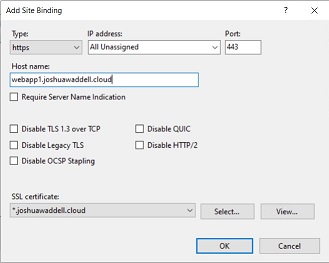 Add Site Binding
Type: IP address: Port:
https All Unassigned 443
Host name:
webapp1.joshuawaddell.cloud
Require Server Name Indication
Disable TLS 1.3 over TCP Disable QUIC
Disable Legacy TLS Disable HTTP/2
Disable OCSP Stapling
SSL certificate:
*.joshuawaddell.cloud Select... View...
OK Cancel